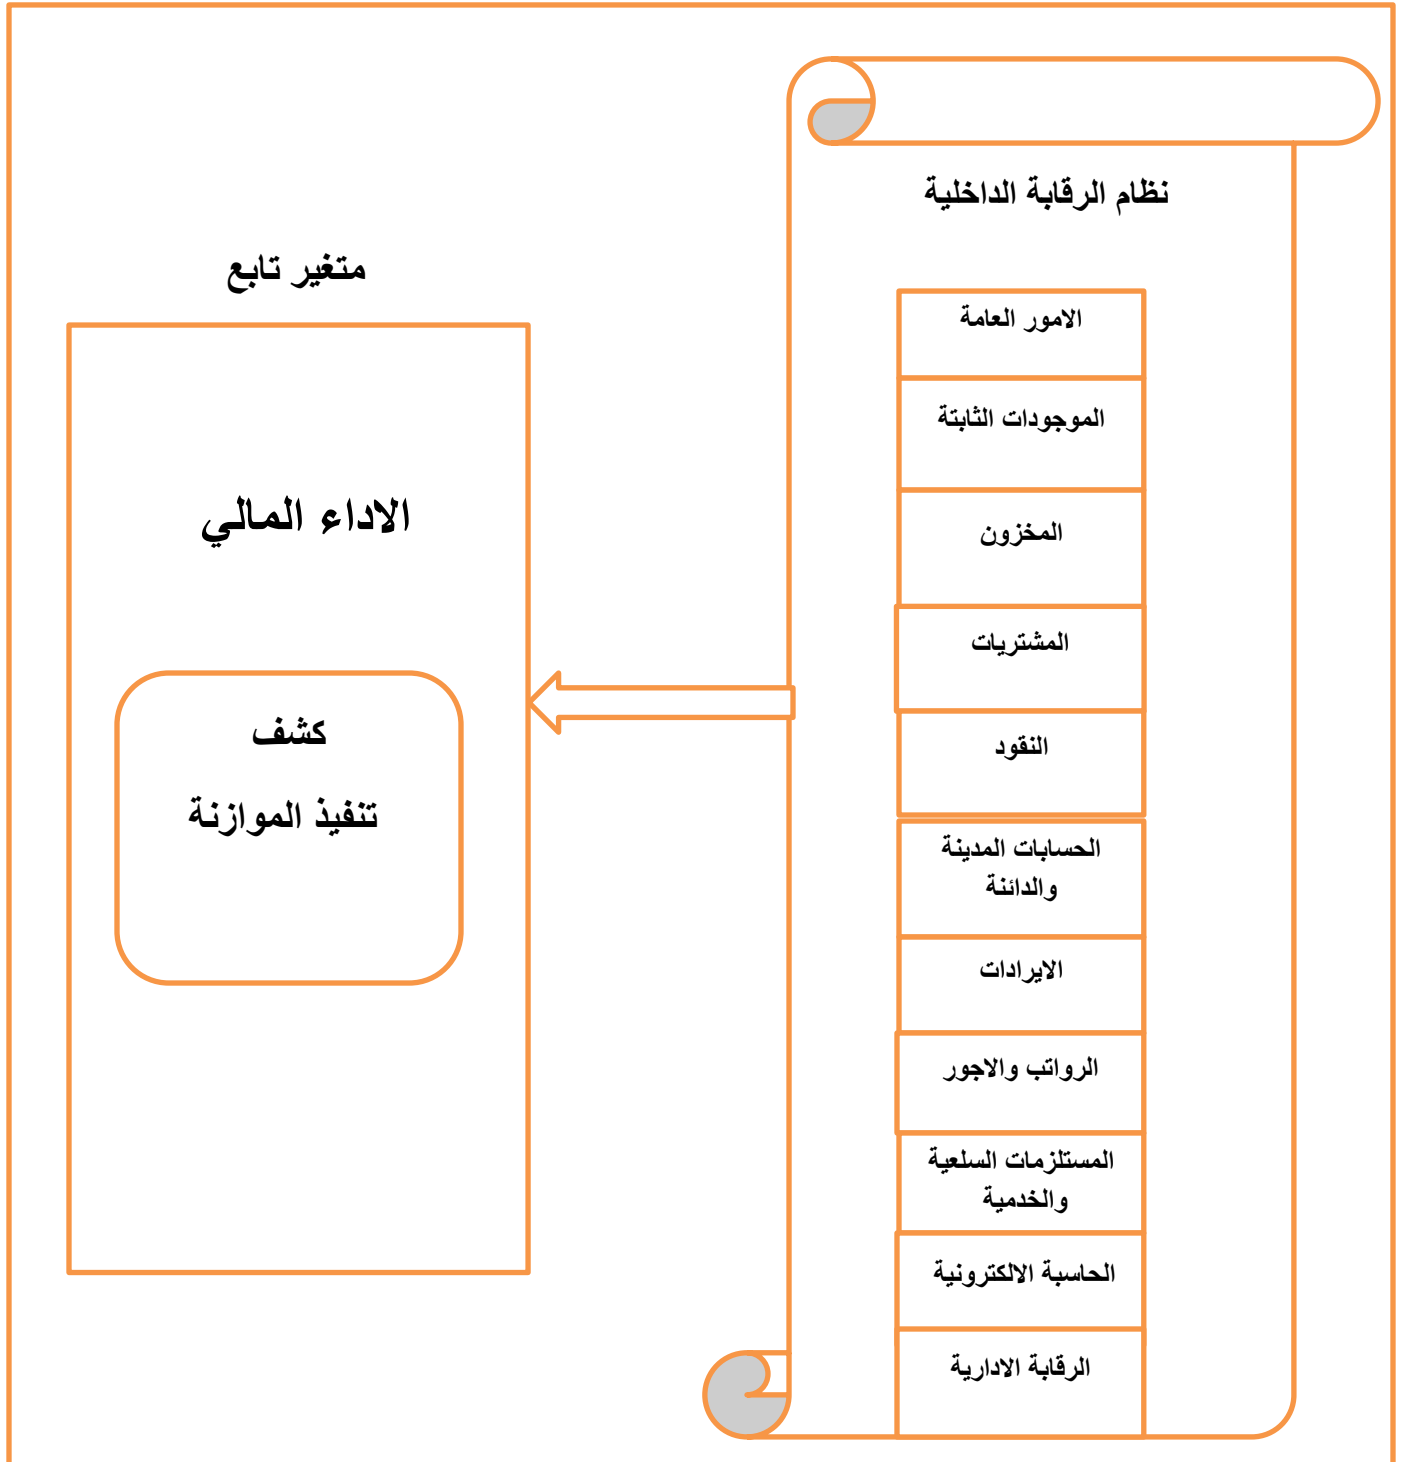 نظام الرقابة الداخلية
الامور العامة
الموجودات الثابتة
المخزون
المشتريات
النقود
الحسابات المدينة
والدائنة
الايرادات
الرواتب والاجور
المستلزمات السلعية
والخدمية
الحاسبة الالكترونية
الرقابة الادارية
متغير تابع
الاداء المالي
كشف
تنفيذ الموازنة